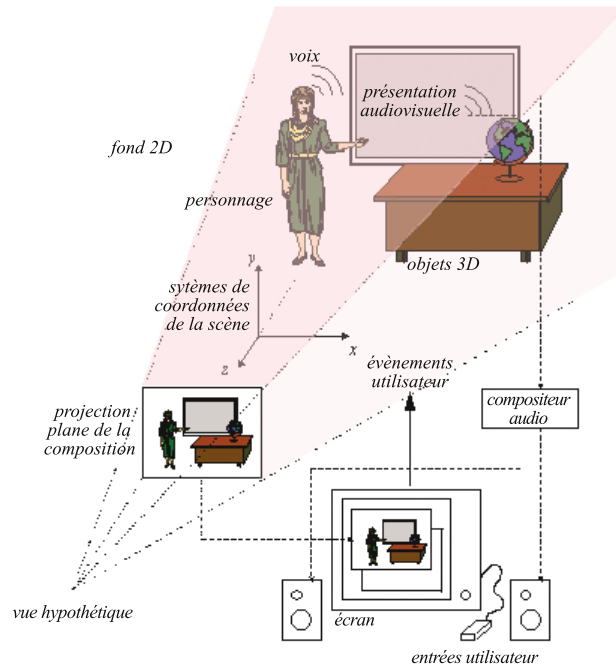 voix
présentation
audiovisuelle
fond 2D
personnage
objets 3D
y
sytèmes de
coordonnées
de la scène
x
z
évènements
utilisateur
projection
plane de la
composition
compositeur
audio
vue hypothétique
écran
entrées utilisateur